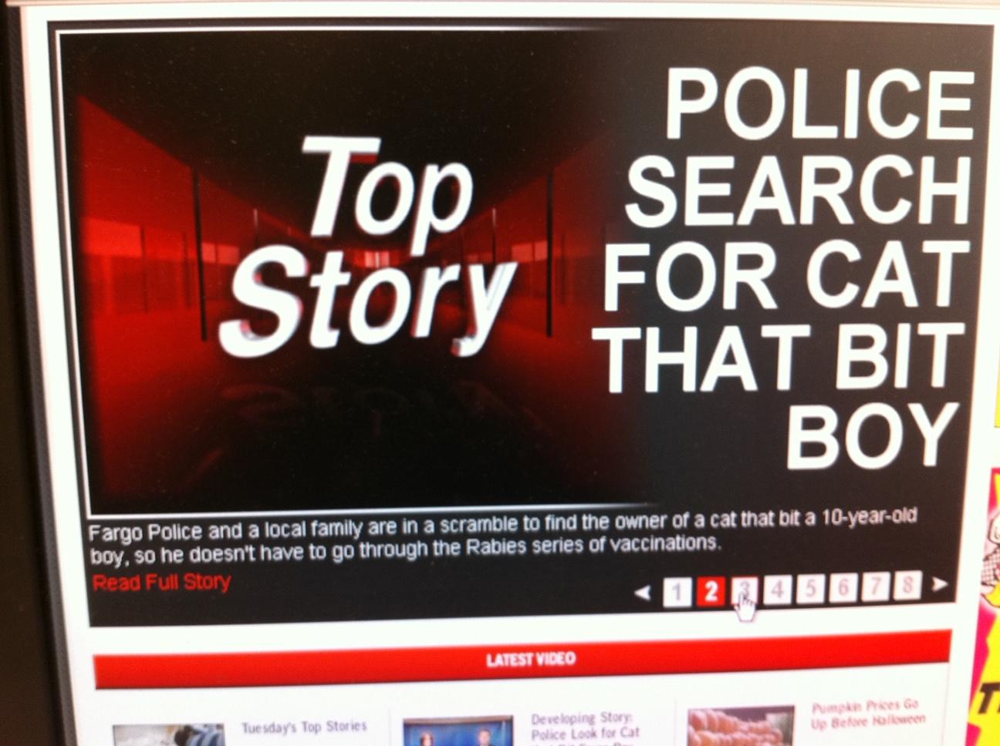 Top
Story
POLICE
SEARCH
FOR CAT
THAT BIT
BOY
Fargo Police and a local family are in a scramble to find the owner of a cat that bit a 10-year-old
boy, so he doesn't have to go through the Rabies series of vaccinations.
Read Full Story
1 2 3 4 5 6 7 8
LATEST VIDEO
Tuesday's Top Stories
Developing Story:
Police Look for Cat
Pumpkin Prices Go
Up Before Halloween